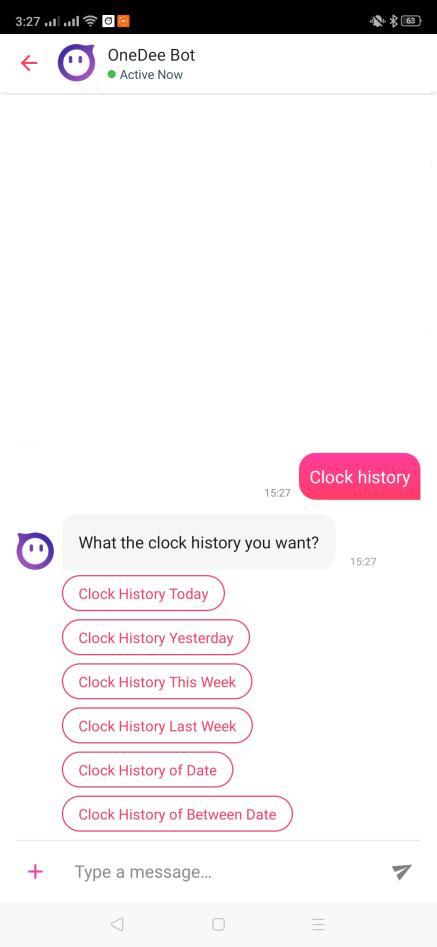 3:27
63
OneDee Bot
Active Now
Clock history
15:27
What the clock history you want?
15:27
Clock History Today
Clock History Yesterday
Clock History This Week
Clock History Last Week
Clock History of Date
Clock History of Between Date
Type a message...